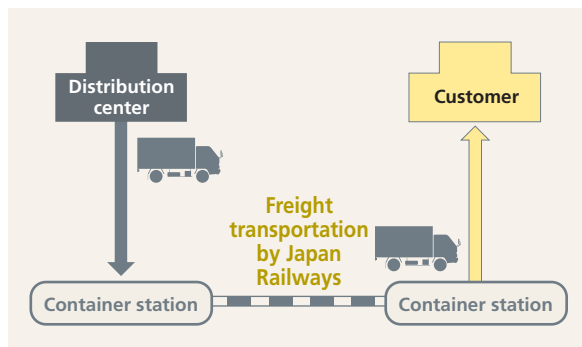 Distribution
center
Customer
Freight
transportation
by Japan
Railways
Container station
Container station